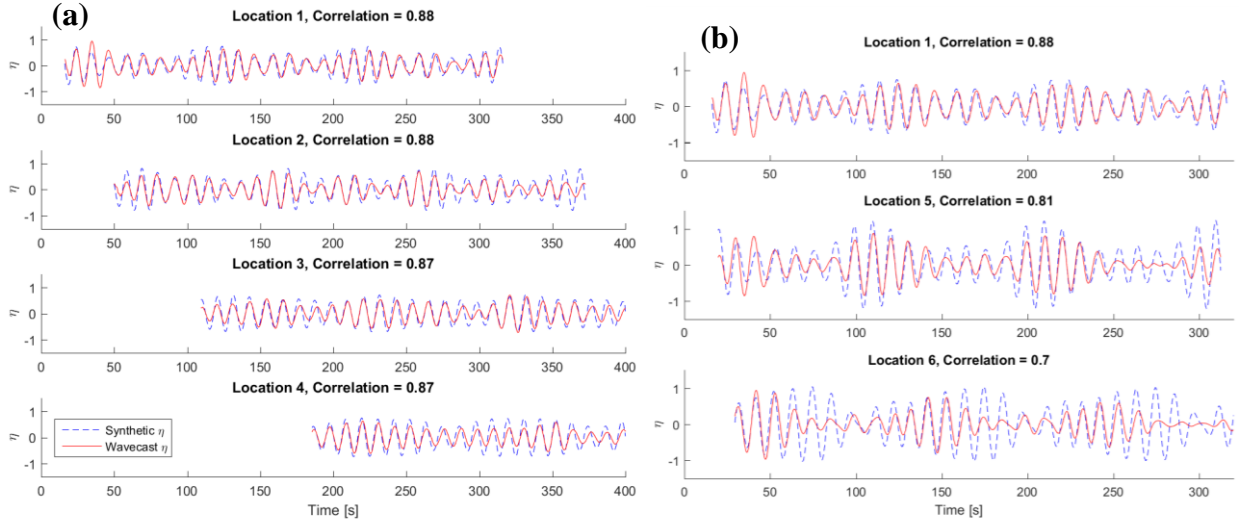 (a)
Location 1, Correlation = 0.88
1
0
-1
η
0 50 100 150 200 250 300 350 400
Location 2, Correlation = 0.88
1
0
-1
η
0 50 100 150 200 250 300 350 400
Location 3, Correlation = 0.87
1
0
-1
η
0 50 100 150 200 250 300 350 400
Location 4, Correlation = 0.87
1
0
-1
η
Synthetic η
Wavecast η
0 50 100 150 200 250 300 350 400
Time [s]
(b)
Location 1, Correlation = 0.88
1
0
-1
η
0 50 100 150 200 250 300
Location 5, Correlation = 0.81
1
0
-1
η
0 50 100 150 200 250 300
Location 6, Correlation = 0.7
1
0
-1
η
0 50 100 150 200 250 300
Time [s]